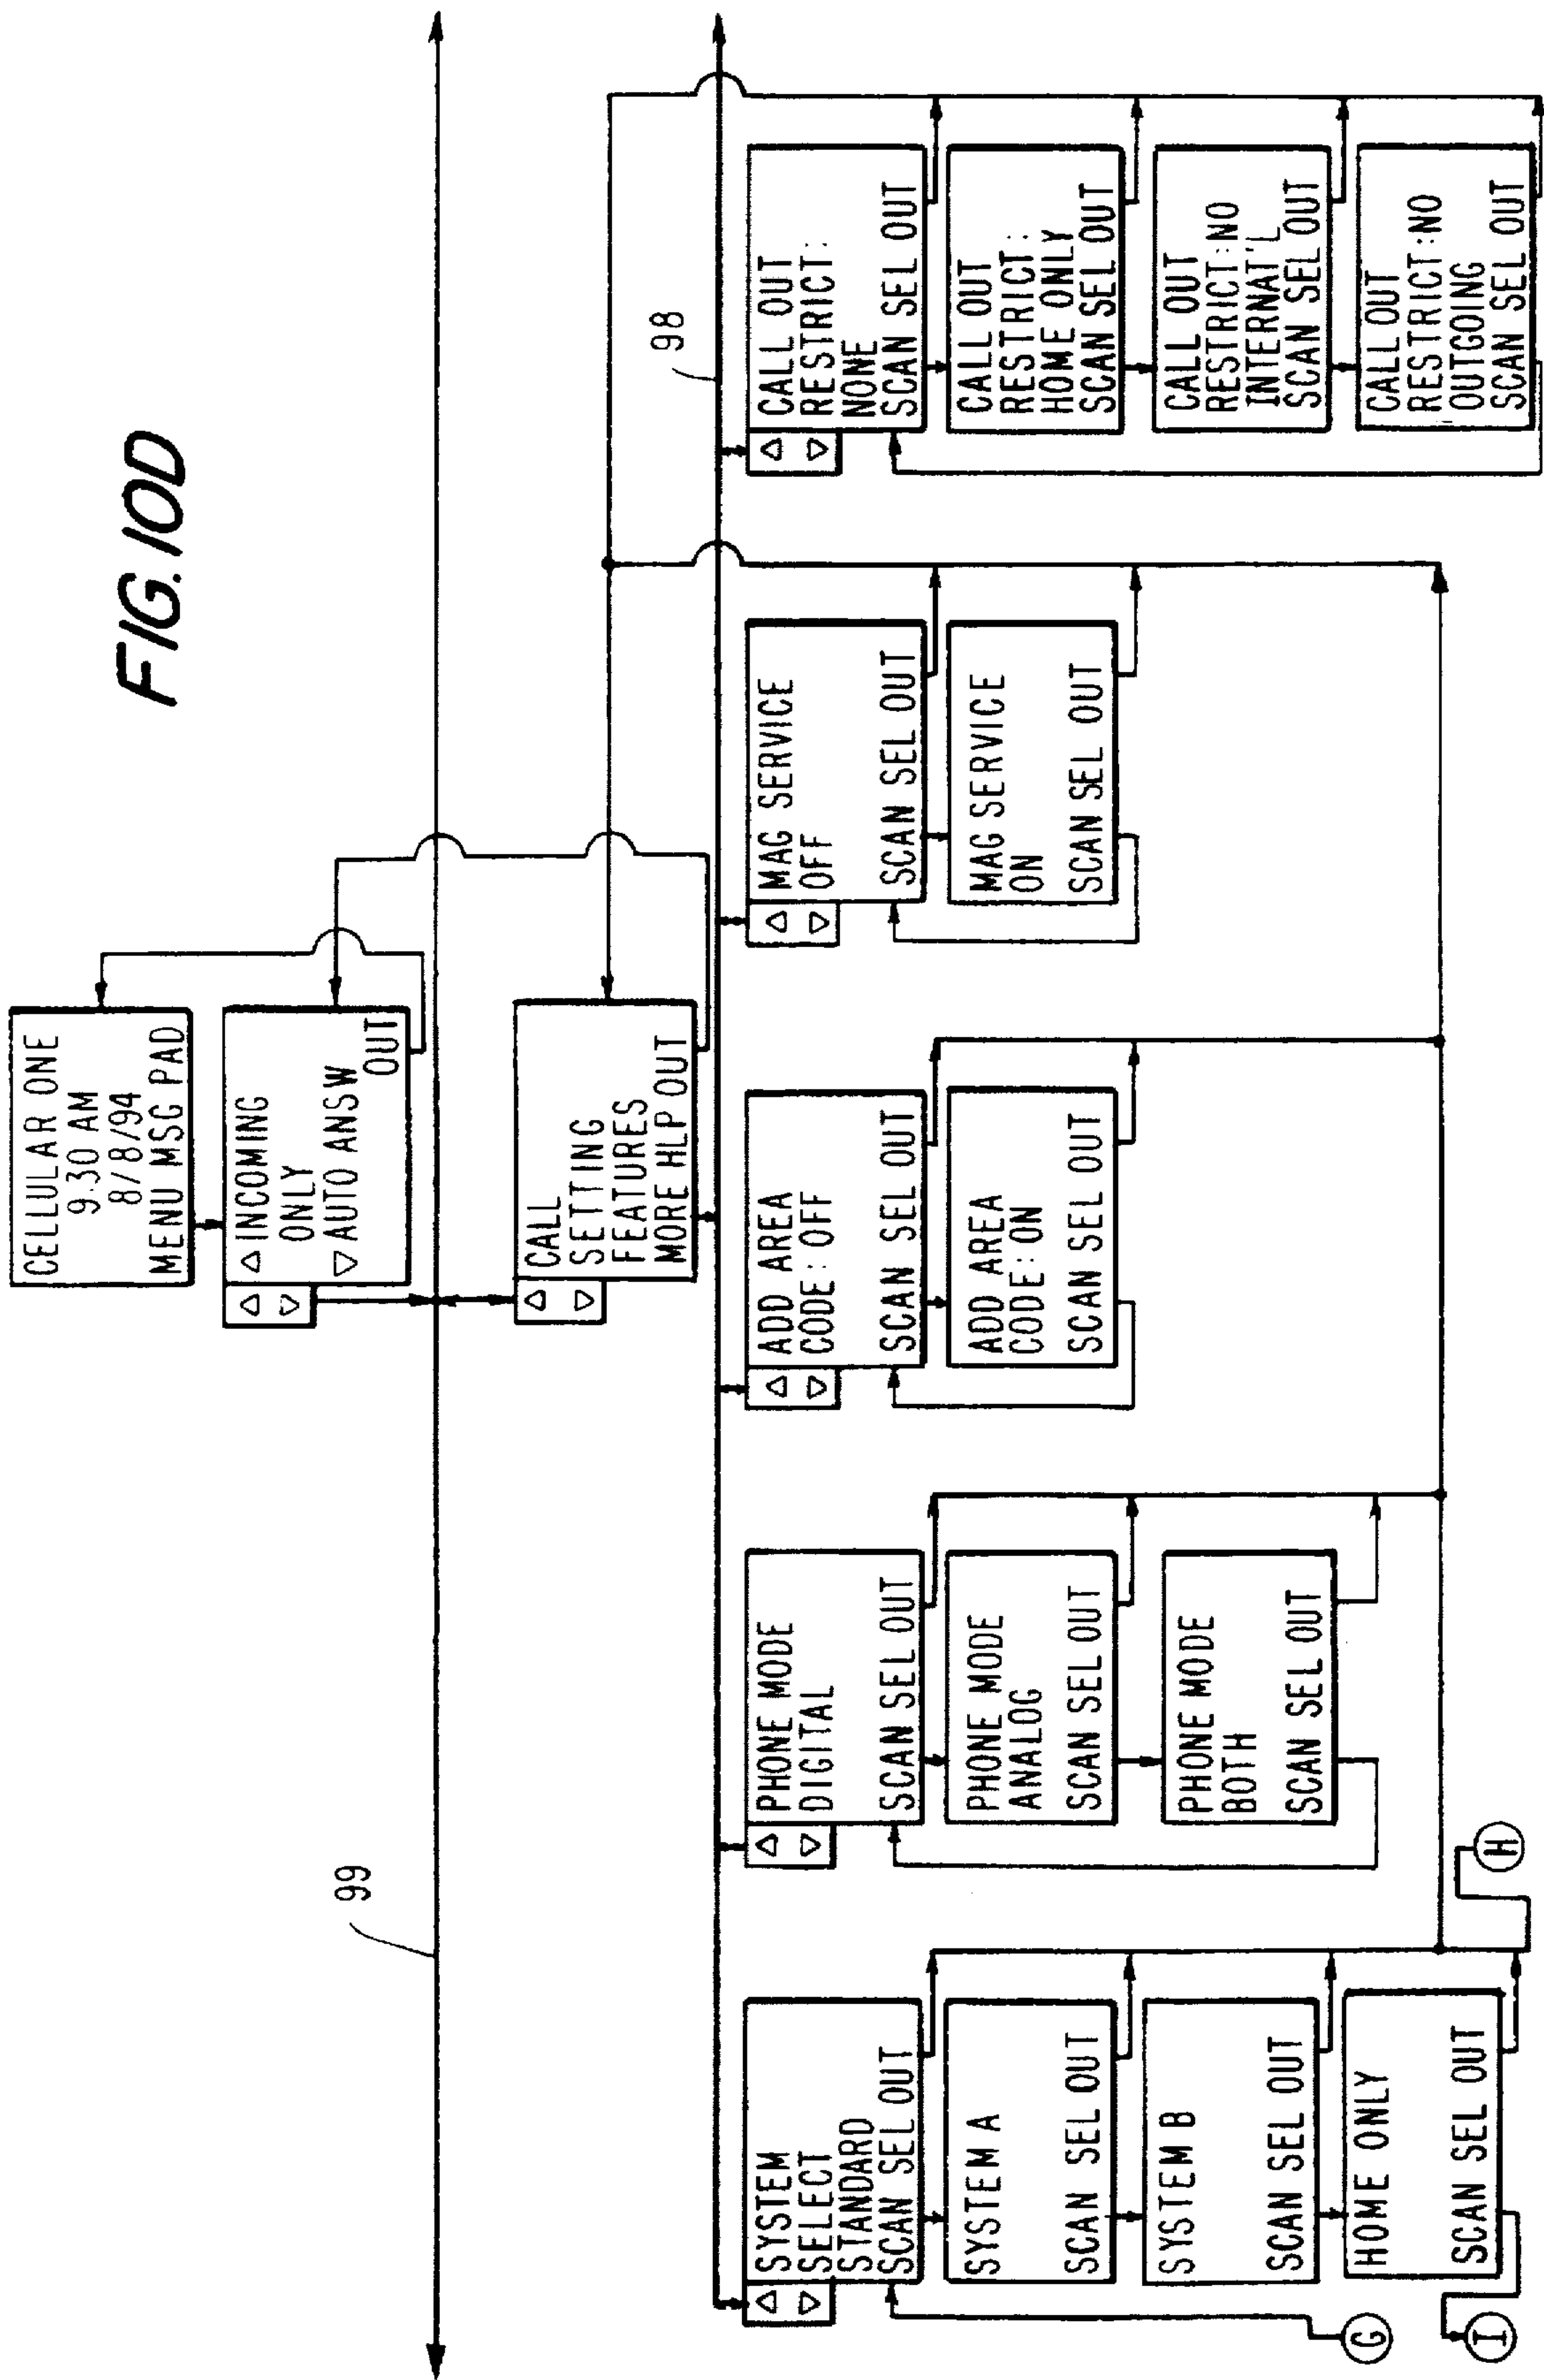 FIG. 10D
CELLULAR ONE
9:30 AM
8/8/94
MENU MSG PAD
△ INCOMING
ONLY
▽ AUTO ANSW
OUT
△
▽
99
CALL
SETTING
FEATURES
MORE HLP OUT
△
▽
98
△
▽
SYSTEM
SELECT
STANDARD
SCAN SEL OUT
SYSTEM A
SCAN SEL OUT
SYSTEM B
SCAN SEL OUT
HOME ONLY
SCAN SEL OUT
G
I
H
△
▽
PHONE MODE
DIGITAL
SCAN SEL OUT
PHONE MODE
ANALOG
SCAN SEL OUT
PHONE MODE
BOTH
SCAN SEL OUT
△
▽
ADD AREA
CODE: OFF
SCAN SEL OUT
ADD AREA
CODE: ON
SCAN SEL OUT
△
▽
MAG SERVICE
OFF
SCAN SEL OUT
MAG SERVICE
ON
SCAN SEL OUT
△
▽
CALL OUT
RESTRICT:
NONE
SCAN SEL OUT
CALL OUT
RESTRICT:
HOME ONLY
SCAN SEL OUT
CALL OUT
RESTRICT: NO
INTERNAT'L
SCAN SEL OUT
CALL OUT
RESTRICT: NO
OUTGOING
SCAN SEL OUT